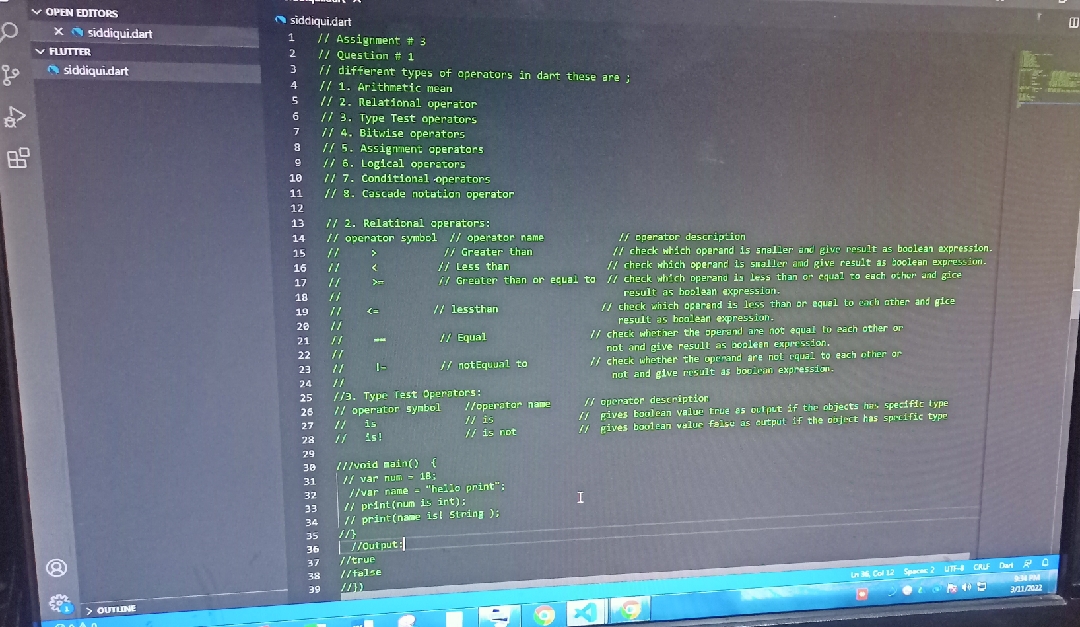 OPEN EDITORS
siddiqui.dart
FLUTTER
siddiqui.dart
siddiqui.dart
1 // Assignment # 3
2 // Question # 1
3 // different types of operators in dart these are ;
4 // 1. Arithmetic mean
5 // 2. Relational operator
6 // 3. Type Test operators
7 // 4. Bitwise operators
8 // 5. Assignment operators
9 // 6. Logical operators
10 // 7. Conditional operators
11 // 8. Cascade notation operator
12
13 // 2. Relational operators:
14 // operator symbol // operator name // operator description
15 // > // Greater than // check which operand is smaller and give result as boolean expression.
16 // < // Less than // check which operand is smaller and give result as boolean expression.
17 // >= // Greater than or equal to // check which operand is less than or equal to each other and gice
18 // result as boolean expression.
19 // <= // lessthan // check which operand is less than or equal to each other and gice
20 // result as boolean expression.
21 // == // Equal // check whether the operand are not equal to each other or
22 // not and give result as boolean expression.
23 // != // notEquual to // check whether the operand are not equal to each other or
24 // not and give result as boolean expression.
25 //3. Type Test Operators:
26 // operator symbol //operator name // operator description
27 // is // is // gives boolean value true as output if the objects has specific type
28 // is! // is not // gives boolean value false as output if the object has specific type
29
30 ///void main() {
31 // var num = 18;
32 //var name = "hello print";
33 // print(num is int);
34 // print(name is! String );
35 //}
36 //Output:
37 //true
38 //false
39 //})
OUTLINE
Ln 36, Col 12 Spaces: 2 UTF-8 CRLF Dart
9:34 PM
3/11/2022